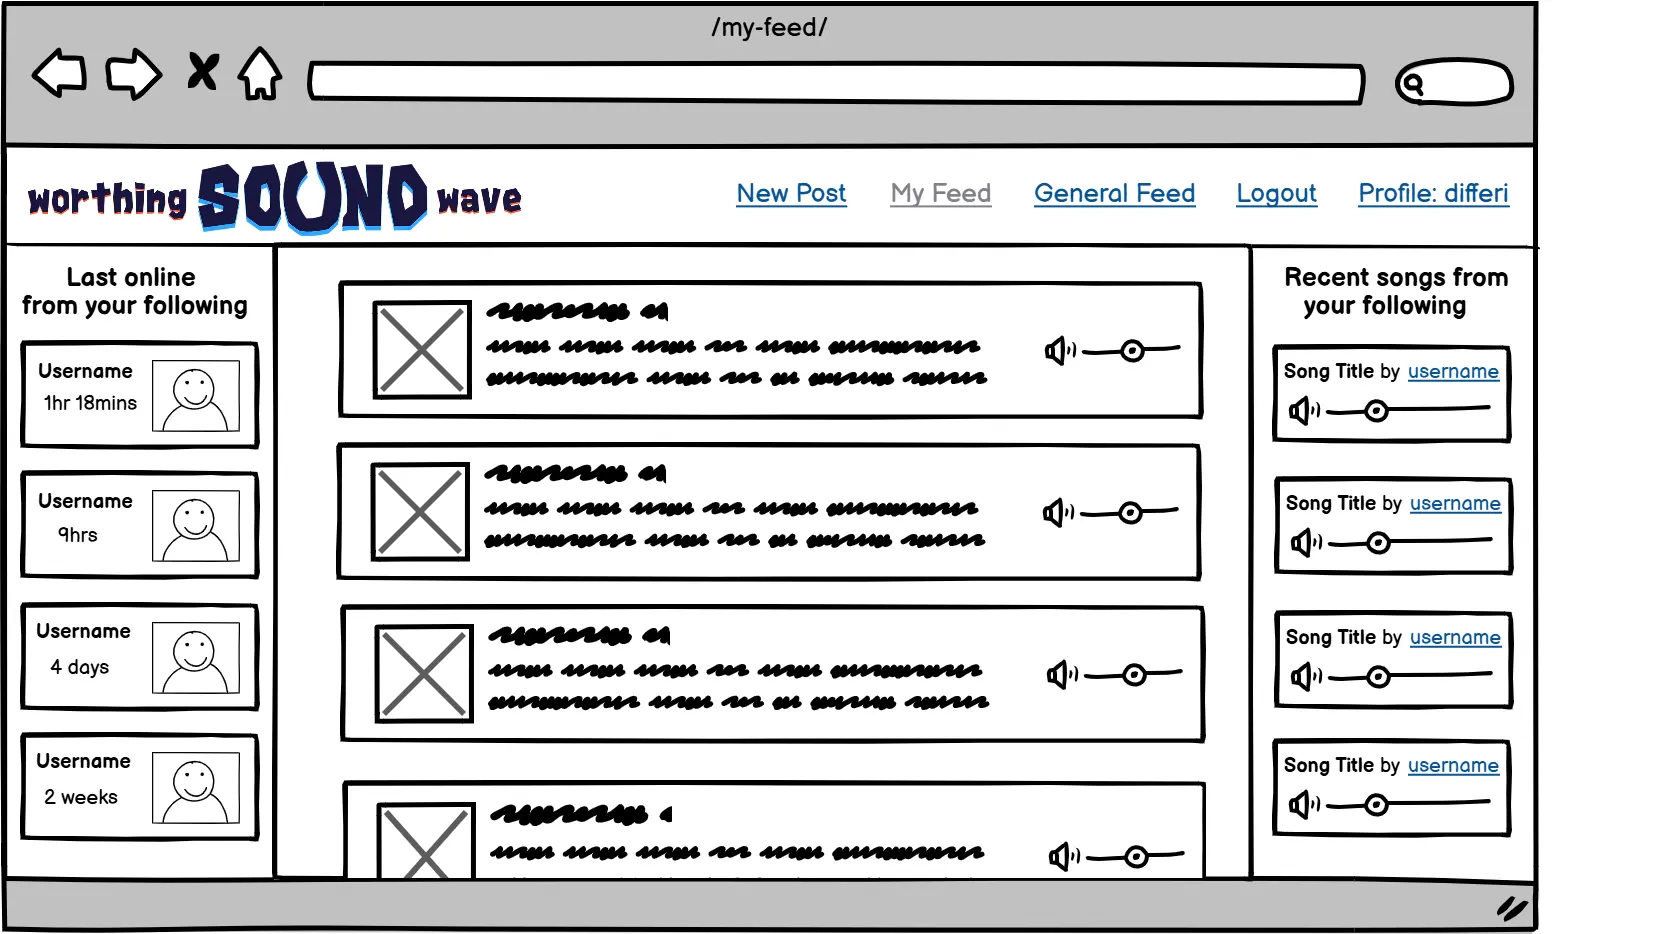 /my-feed/
worthing SOUND wave
New Post My Feed General Feed Logout Profile: differi
Last online
from your following
Username
1hr 18mins
Username
9hrs
Username
4 days
Username
2 weeks
Recent songs from
your following
Song Title by username
Song Title by username
Song Title by username
Song Title by username